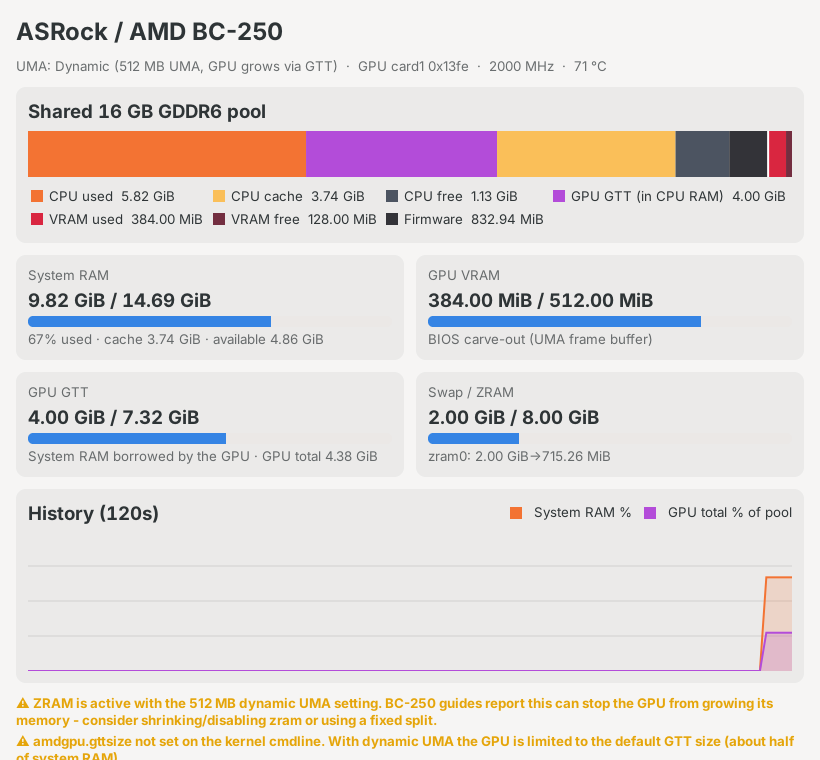 ASRock / AMD BC-250
UMA: Dynamic (512 MB UMA, GPU grows via GTT) · GPU card1 0x13fe · 2000 MHz · 71 °C
Shared 16 GB GDDR6 pool
CPU used 5.82 GiB CPU cache 3.74 GiB CPU free 1.13 GiB GPU GTT (in CPU RAM) 4.00 GiB
VRAM used 384.00 MiB VRAM free 128.00 MiB Firmware 832.94 MiB
System RAM
9.82 GiB / 14.69 GiB
67% used · cache 3.74 GiB · available 4.86 GiB
GPU VRAM
384.00 MiB / 512.00 MiB
BIOS carve-out (UMA frame buffer)
GPU GTT
4.00 GiB / 7.32 GiB
System RAM borrowed by the GPU · GPU total 4.38 GiB
Swap / ZRAM
2.00 GiB / 8.00 GiB
zram0: 2.00 GiB→715.26 MiB
History (120s)
System RAM % GPU total % of pool
⚠ ZRAM is active with the 512 MB dynamic UMA setting. BC-250 guides report this can stop the GPU from growing its
memory - consider shrinking/disabling zram or using a fixed split.
⚠ amdgpu.gttsize not set on the kernel cmdline. With dynamic UMA the GPU is limited to the default GTT size (about half
of system RAM)